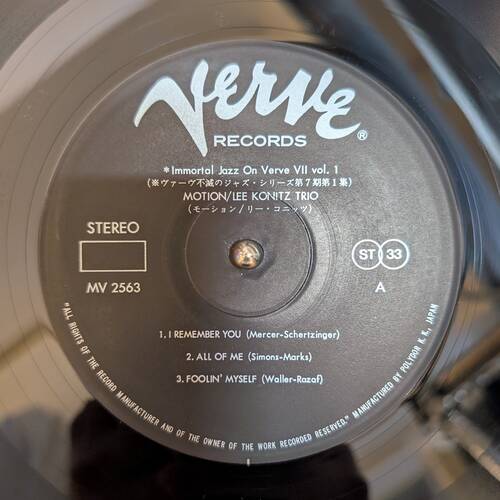 Verve
RECORDS ®
*Immortal Jazz On Verve VII vol. 1
(※ヴァーヴ不滅のジャズ・シリーズ第7期第1集)
MOTION/LEE KONITZ TRIO
(モーション/リー・コニッツ)
STEREO
MV 2563
ST 33
A
1. I REMEMBER YOU (Mercer-Schertzinger)
2. ALL OF ME (Simons-Marks)
3. FOOLIN' MYSELF (Waller-Razaf)
"ALL RIGHTS OF THE RECORD MANUFACTURER AND OF THE OWNER OF THE WORK RECORDED RESERVED." MANUFACTURED BY POLYDOR K. K., JAPAN